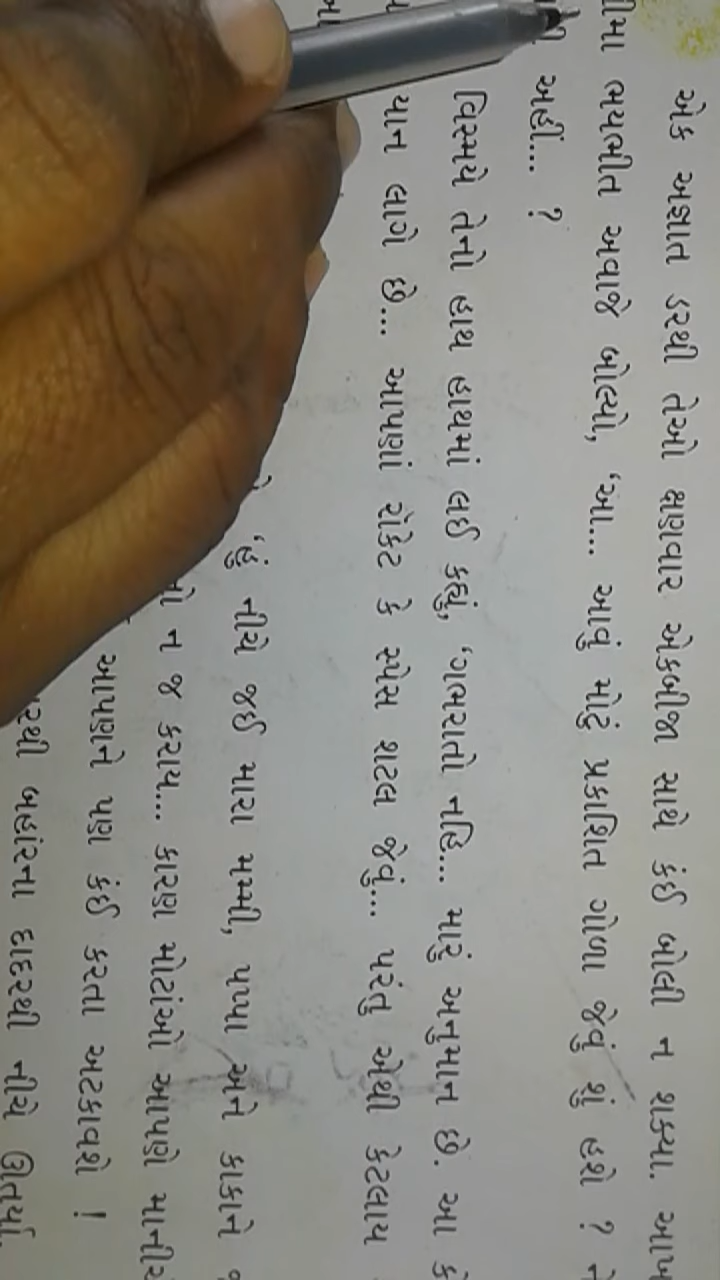 એક અજ્ઞાત ડરથી તેઓ ક્ષણવાર એકબીજા સાથે કંઈ બોલી ન શક્યા.
ભયભીત અવાજે બોલ્યો, ‘આ... આવું મોટું પ્રકાશિત ગોળા જેવું શું હશે ?
અહીં... ?
વિસ્મયે તેનો હાથ હાથમાં લઈ કહ્યું, ‘ગભરાતો નહિ... મારું અનુમાન છે. આ
યાન લાગે છે... આપણાં રોકેટ કે સ્પેસ શટલ જેવું... પરંતુ એથી કેટલાય
‘હું નીચે જઈ મારા મમ્મી, પપ્પા અને કાકાને
ન જ કરાય... કારણ મોટાંઓ આપણે
આપણને પણ કંઈ કરતા અટકાવશે !
બહારના દાદરથી નીચે ઊતર્યા